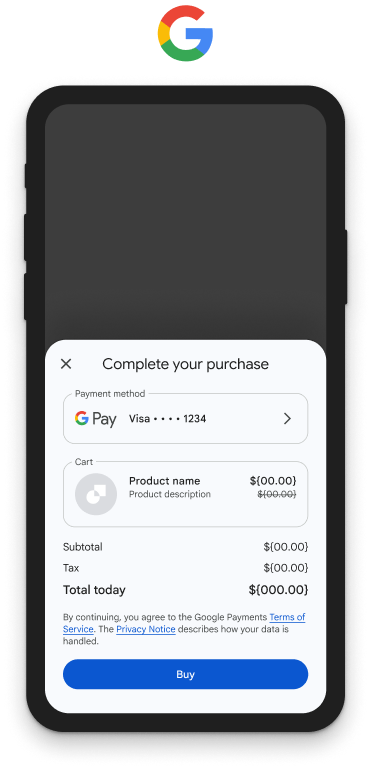 Complete your purchase
Payment method
G Pay Visa • • • • 1234
Cart
Product name $(00.00}
Product description $(00.00}
Subtotal $(00.00}
Tax $(00.00}
Total today $(000.00}
By continuing, you agree to the Google Payments Terms of
Service. The Privacy Notice describes how your data is
handled.
Buy